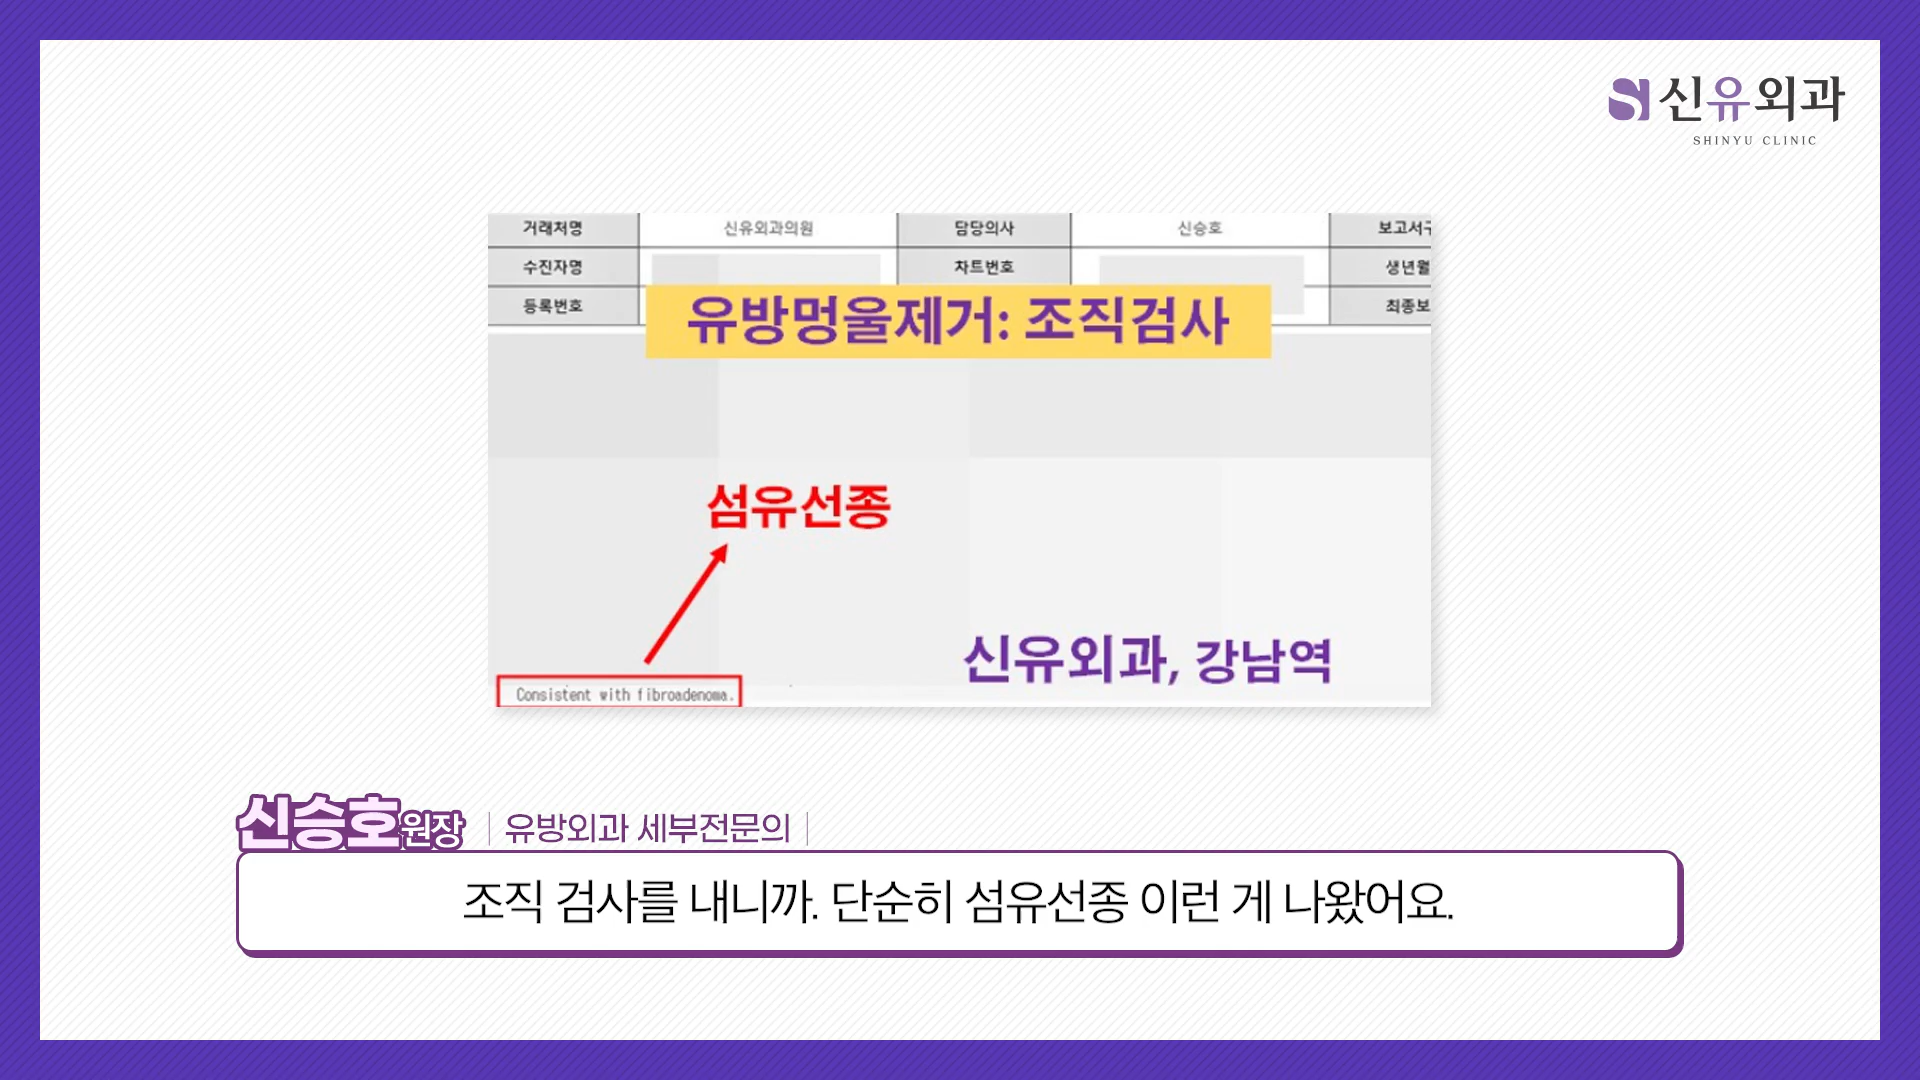 신유외과
SHINYU CLINIC
거래처명 신유외과의원 담당의사 신승호 보고서구
수진자명 차트번호 생년월
등록번호 최종보
유방멍울제거: 조직검사
섬유선종
신유외과, 강남역
Consistent with fibroadenoma.
신승호원장 | 유방외과 세부전문의 |
조직 검사를 내니까. 단순히 섬유선종 이런 게 나왔어요.